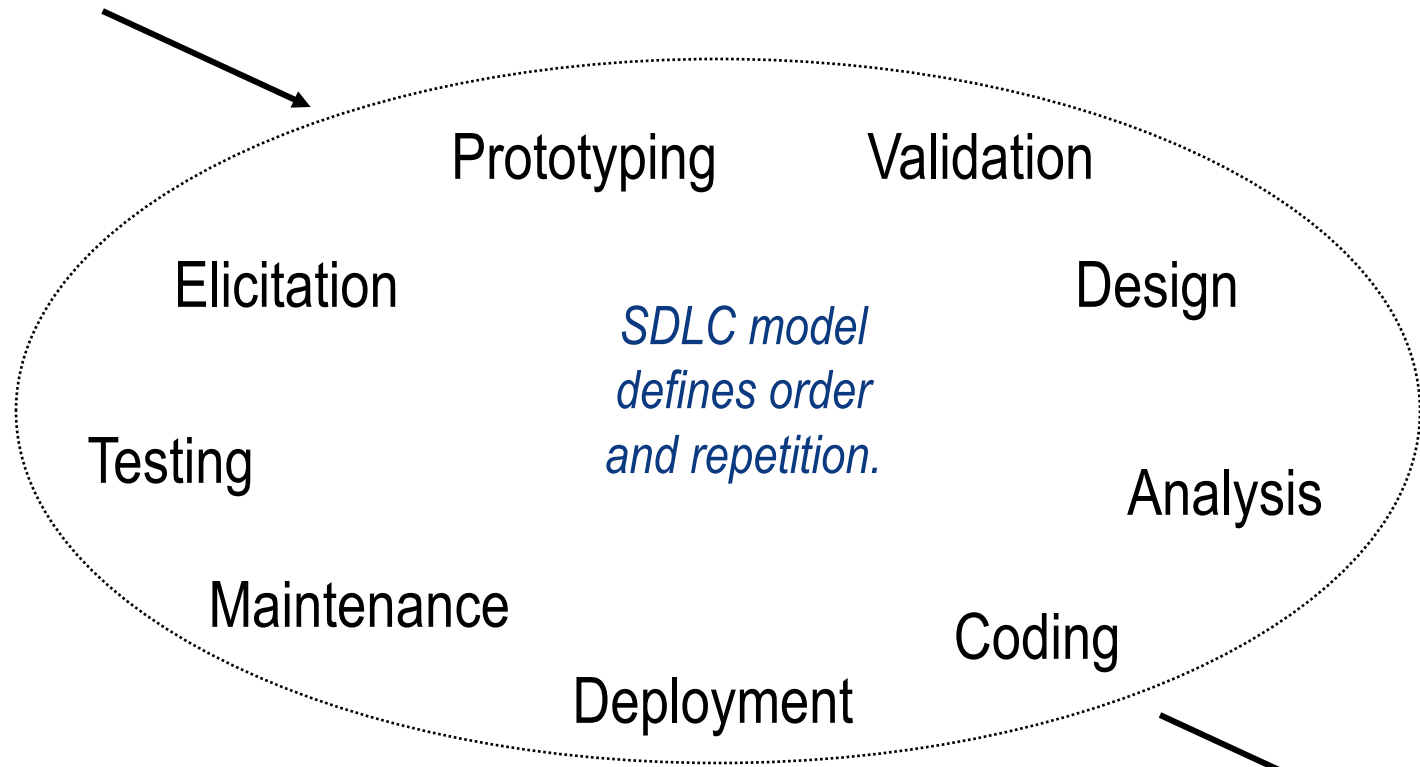 Prototyping
Validation
Elicitation
Design
SDLC model
defines order
and repetition.
Testing
Analysis
Maintenance
Coding
Deployment